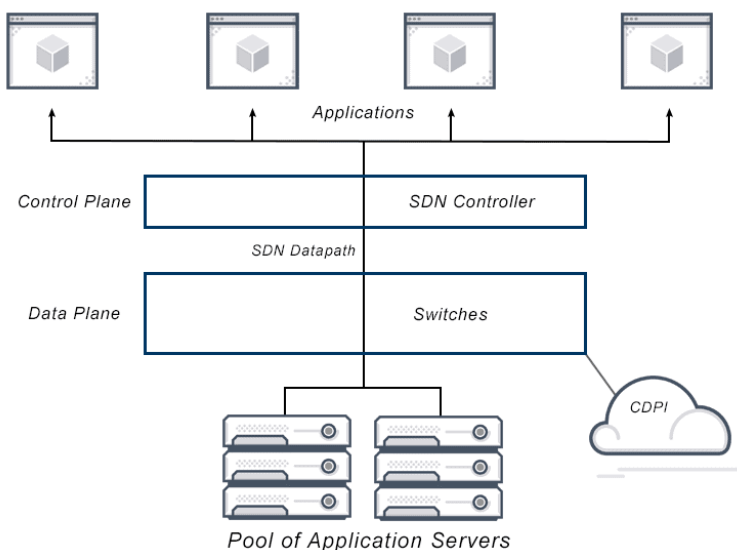 Applications
Control Plane
SDN Controller
SDN Datapath
Data Plane
Switches
CDPI
Pool of Application Servers